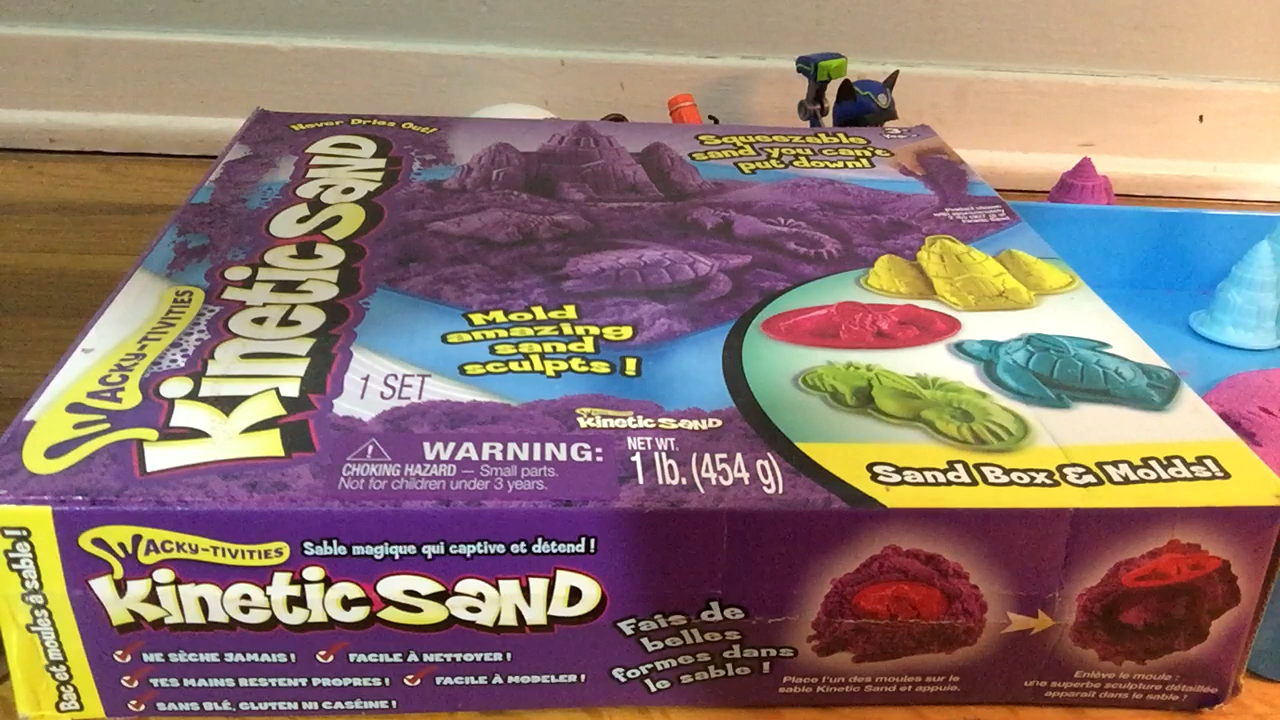 Never Dries Out!
WACKY-TIVITIES
Kinetic SAND
Squeezable
sand you can't
put down!
3+
Mold
amazing
sand
sculpts !
1 SET
WARNING:
CHOKING HAZARD — Small parts.
Not for children under 3 years.
Kinetic SAND
NET WT.
1 lb. (454 g)
Sand Box & Molds!
Bac et moules à sable !
WACKY-TIVITIES
Sable magique qui captive et détend !
Kinetic SAND
NE SÈCHE JAMAIS !
FACILE À NETTOYER !
TES MAINS RESTENT PROPRES !
FACILE À MODELER !
SANS BLÉ, GLUTEN NI CASÉINE !
Fais de
belles
formes dans
le sable !
Place l'un des moules sur le
sable Kinetic Sand et appuie.
Enlève le moule :
une superbe sculpture détaillée
apparaît dans le sable !